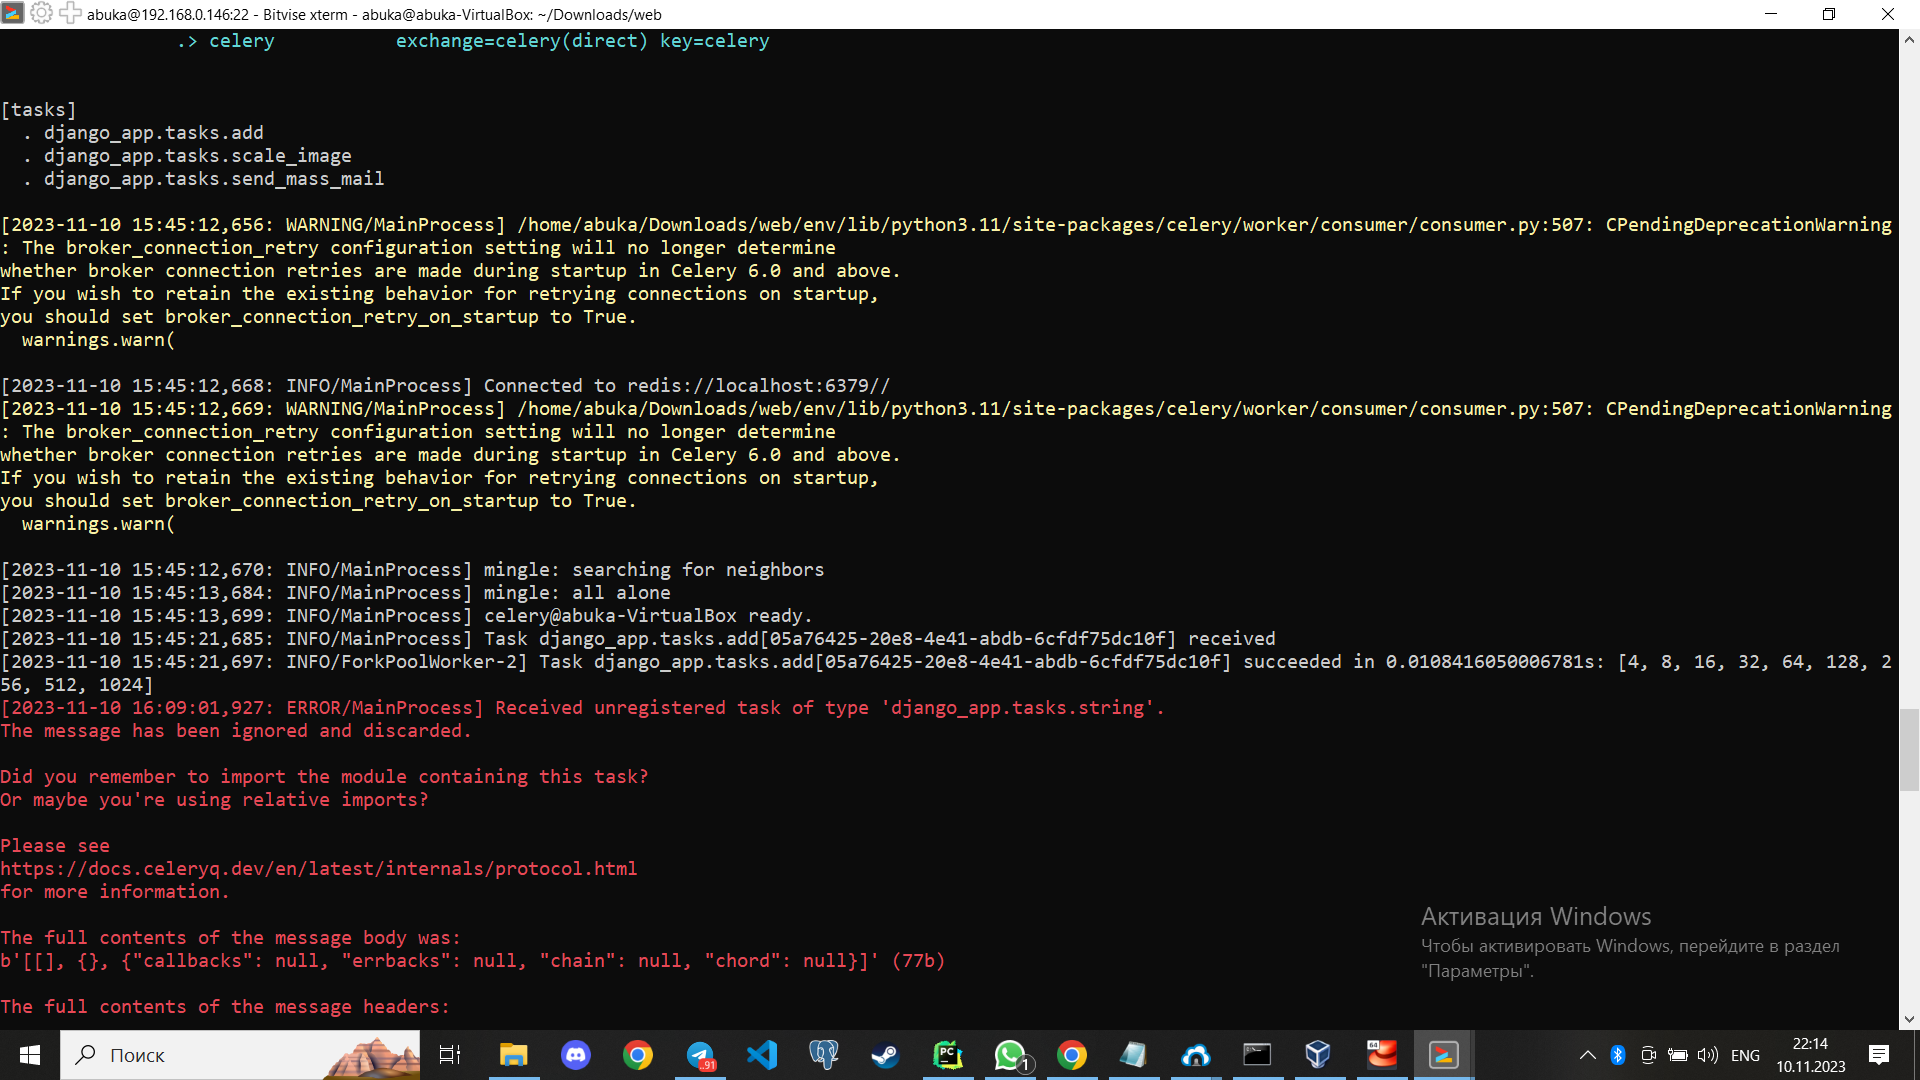 abuka@192.168.0.146:22 - Bitvise xterm - abuka@abuka-VirtualBox: ~/Downloads/web
.> celery           exchange=celery(direct) key=celery
[tasks]
  . django_app.tasks.add
  . django_app.tasks.scale_image
  . django_app.tasks.send_mass_mail
[2023-11-10 15:45:12,656: WARNING/MainProcess] /home/abuka/Downloads/web/env/lib/python3.11/site-packages/celery/worker/consumer/consumer.py:507: CPendingDeprecationWarning
: The broker_connection_retry configuration setting will no longer determine
whether broker connection retries are made during startup in Celery 6.0 and above.
If you wish to retain the existing behavior for retrying connections on startup,
you should set broker_connection_retry_on_startup to True.
  warnings.warn(
[2023-11-10 15:45:12,668: INFO/MainProcess] Connected to redis://localhost:6379//
[2023-11-10 15:45:12,669: WARNING/MainProcess] /home/abuka/Downloads/web/env/lib/python3.11/site-packages/celery/worker/consumer/consumer.py:507: CPendingDeprecationWarning
: The broker_connection_retry configuration setting will no longer determine
whether broker connection retries are made during startup in Celery 6.0 and above.
If you wish to retain the existing behavior for retrying connections on startup,
you should set broker_connection_retry_on_startup to True.
  warnings.warn(
[2023-11-10 15:45:12,670: INFO/MainProcess] mingle: searching for neighbors
[2023-11-10 15:45:13,684: INFO/MainProcess] mingle: all alone
[2023-11-10 15:45:13,699: INFO/MainProcess] celery@abuka-VirtualBox ready.
[2023-11-10 15:45:21,685: INFO/MainProcess] Task django_app.tasks.add[05a76425-20e8-4e41-abdb-6cfdf75dc10f] received
[2023-11-10 15:45:21,697: INFO/ForkPoolWorker-2] Task django_app.tasks.add[05a76425-20e8-4e41-abdb-6cfdf75dc10f] succeeded in 0.0108416050006781s: [4, 8, 16, 32, 64, 128, 2
56, 512, 1024]
[2023-11-10 16:09:01,927: ERROR/MainProcess] Received unregistered task of type 'django_app.tasks.string'.
The message has been ignored and discarded.
Did you remember to import the module containing this task?
Or maybe you're using relative imports?
Please see
https://docs.celeryq.dev/en/latest/internals/protocol.html
for more information.
The full contents of the message body was:
b'[[], {}, {"callbacks": null, "errbacks": null, "chain": null, "chord": null}]' (77b)
The full contents of the message headers:
Активация Windows
Чтобы активировать Windows, перейдите в раздел
"Параметры".
Поиск
.91
PC
1
64
ENG
22:14
10.11.2023